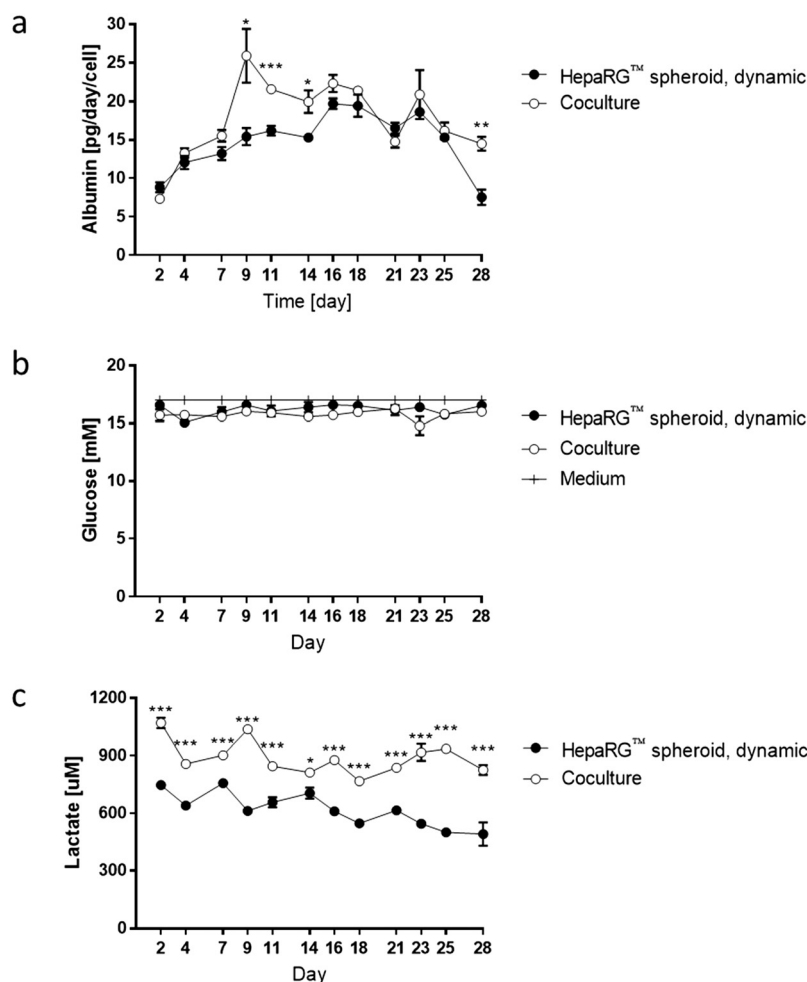 a
Albumin [pg/day/cell]
30
25
20
15
10
5
0
* *** * **
2 4 7 9 11 14 16 18 21 23 25 28
Time [day]
HepaRG™ spheroid, dynamic
Coculture
b
Glucose [mM]
20
15
10
5
0
2 4 7 9 11 14 16 18 21 23 25 28
Day
HepaRG™ spheroid, dynamic
Coculture
Medium
c
Lactate [uM]
1200
900
600
300
0
*** *** *** *** *** * *** *** *** *** *** ***
2 4 7 9 11 14 16 18 21 23 25 28
Day
HepaRG™ spheroid, dynamic
Coculture